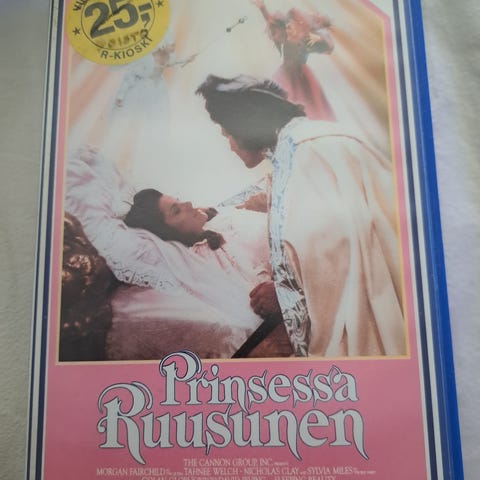 25,-
R-KIOSKI
Prinsessa
Ruusunen
THE CANNON GROUP, INC.
MORGAN FAIRCHILD TAHNEE WELCH · NICHOLAS CLAY SYLVIA MILES
SLEEPING BEAUTY